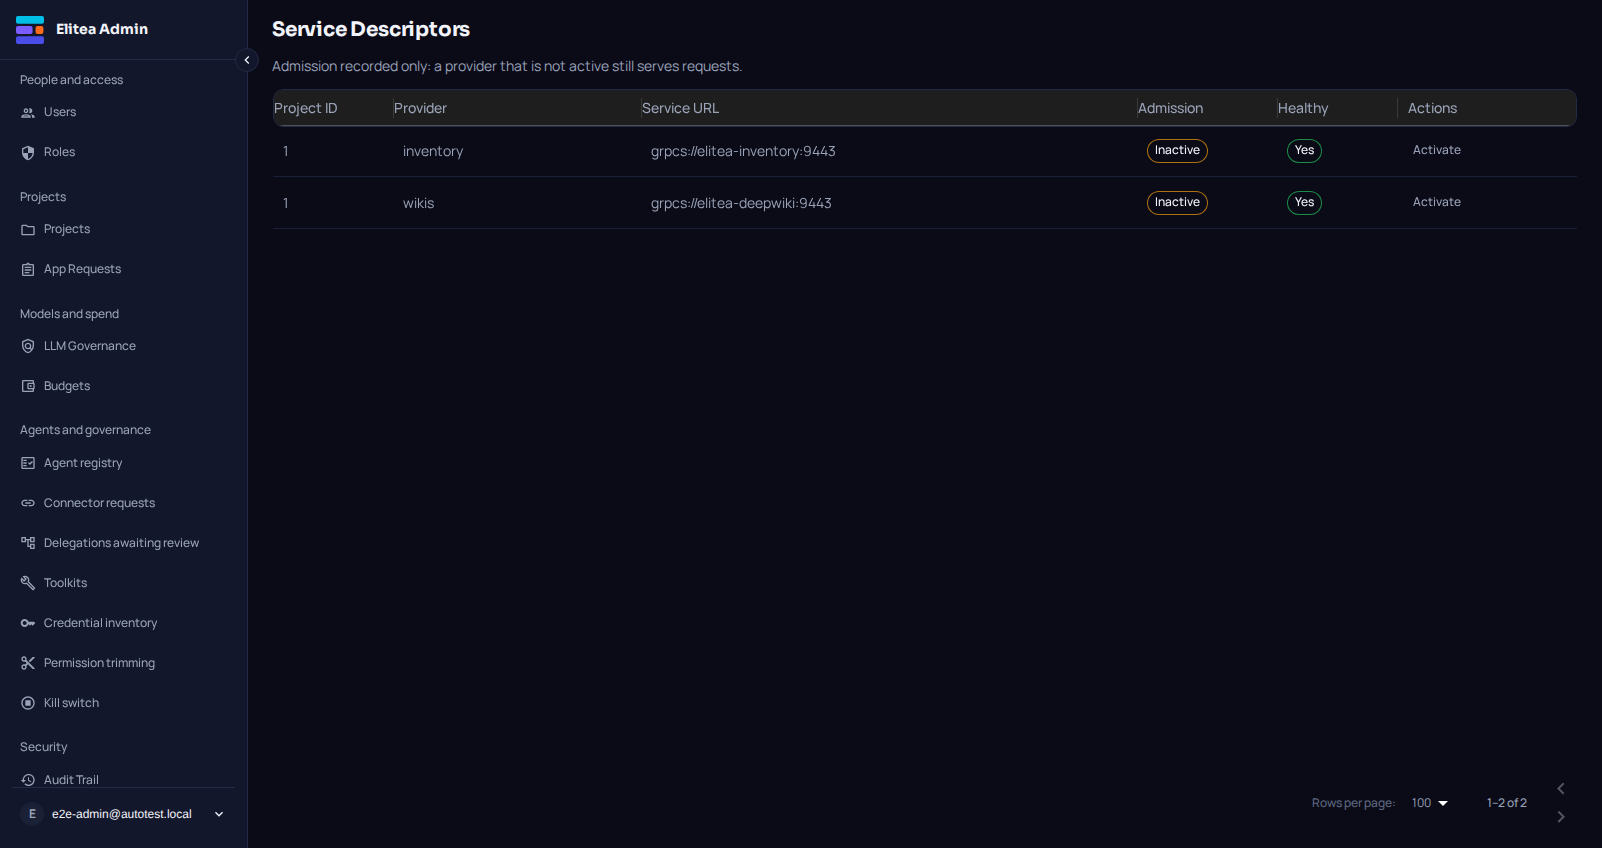 Elitea Admin
People and access
Users
Roles
Projects
Projects
App Requests
Models and spend
LLM Governance
Budgets
Agents and governance
Agent registry
Connector requests
Delegations awaiting review
Toolkits
Credential inventory
Permission trimming
Kill switch
Security
Audit Trail
E e2e-admin@autotest.local
Service Descriptors
Admission recorded only: a provider that is not active still serves requests.
Project ID Provider Service URL Admission Healthy Actions
1 inventory grpcs://elitea-inventory:9443 Inactive Yes Activate
1 wikis grpcs://elitea-deepwiki:9443 Inactive Yes Activate
Rows per page: 100 1–2 of 2